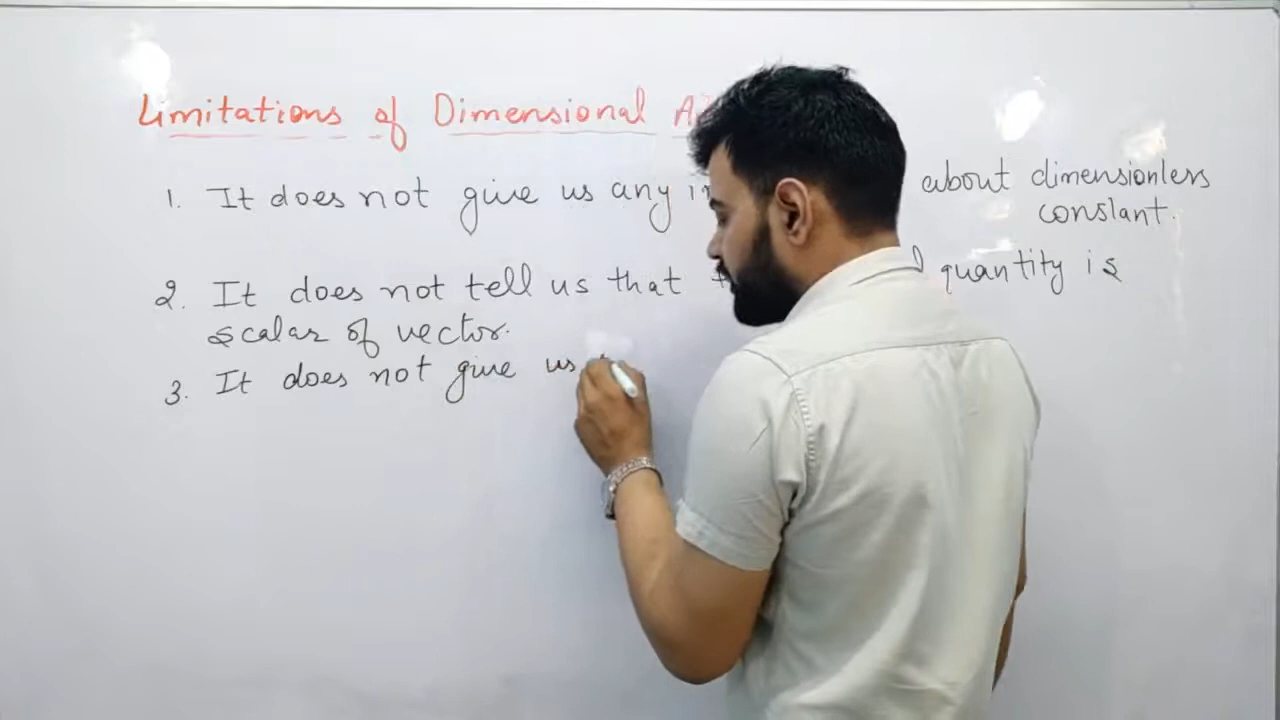 Limitations of Dimensional
1. It does not give us any about dimensionless
constant.
2. It does not tell us that quantity is
scalar of vector.
3. It does not give us